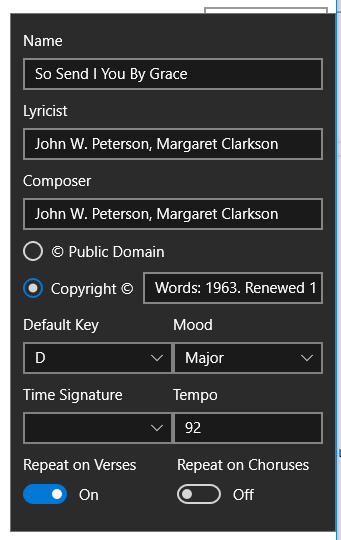 Name
So Send I You By Grace
Lyricist
John W. Peterson, Margaret Clarkson
Composer
John W. Peterson, Margaret Clarkson
© Public Domain
Copyright © Words: 1963. Renewed 1
Default Key Mood
D Major
Time Signature Tempo
92
Repeat on Verses Repeat on Choruses
On Off